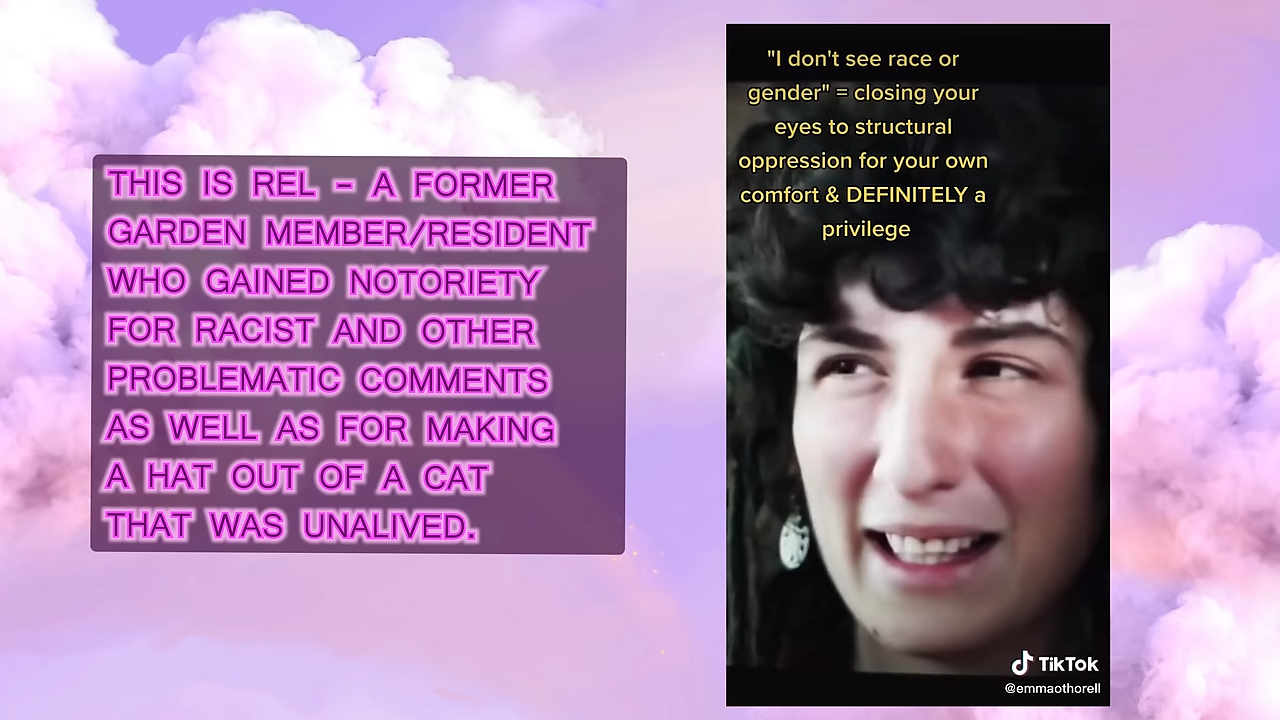 THIS IS REL - A FORMER
GARDEN MEMBER/RESIDENT
WHO GAINED NOTORIETY
FOR RACIST AND OTHER
PROBLEMATIC COMMENTS
AS WELL AS FOR MAKING
A HAT OUT OF A CAT
THAT WAS UNALIVED.
"I don't see race or
gender" = closing your
eyes to structural
oppression for your own
comfort & DEFINITELY a
privilege
TikTok
@emmaothorell